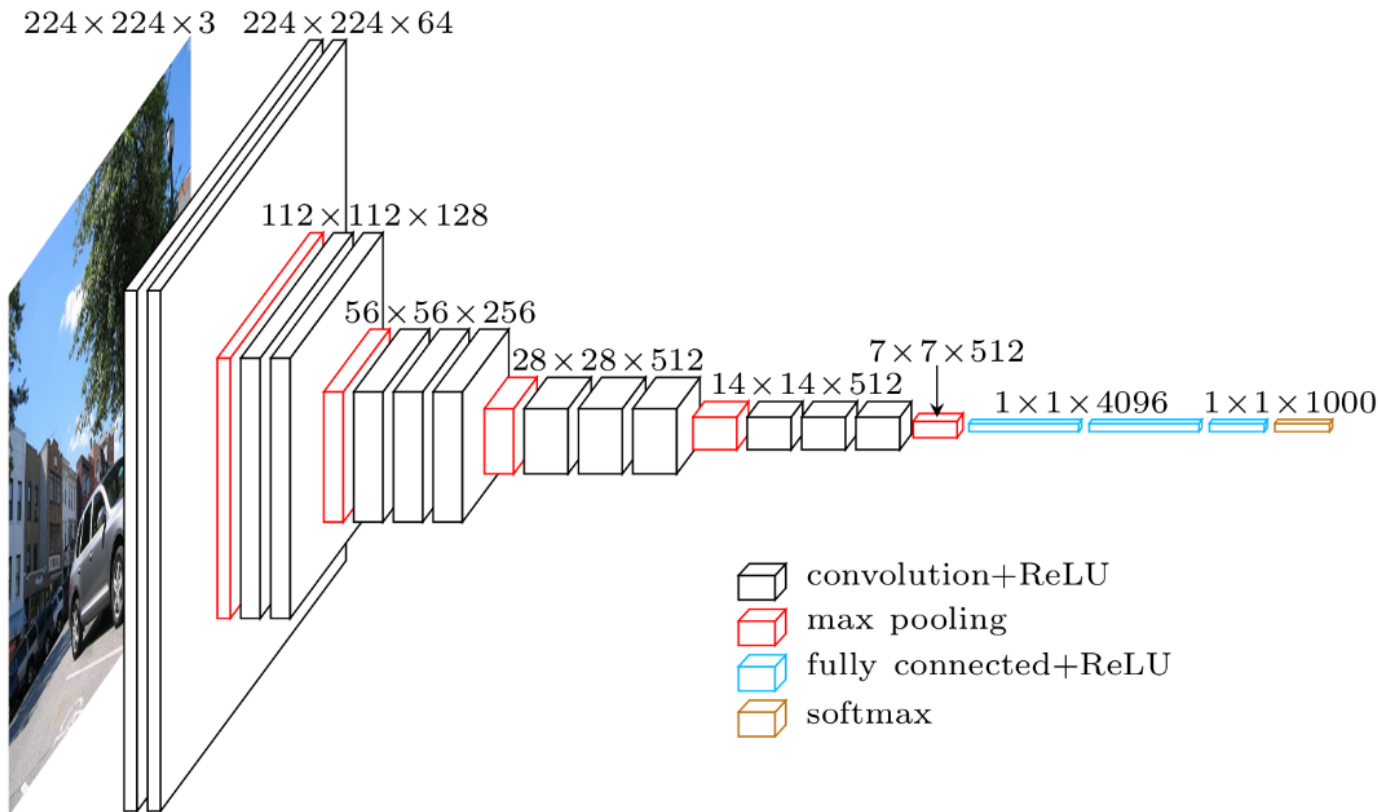 224×224×3
224×224×64
112×112×128
56×56×256
28×28×512
14×14×512
7×7×512
1×1×4096
1×1×1000
convolution+ReLU
max pooling
fully connected+ReLU
softmax